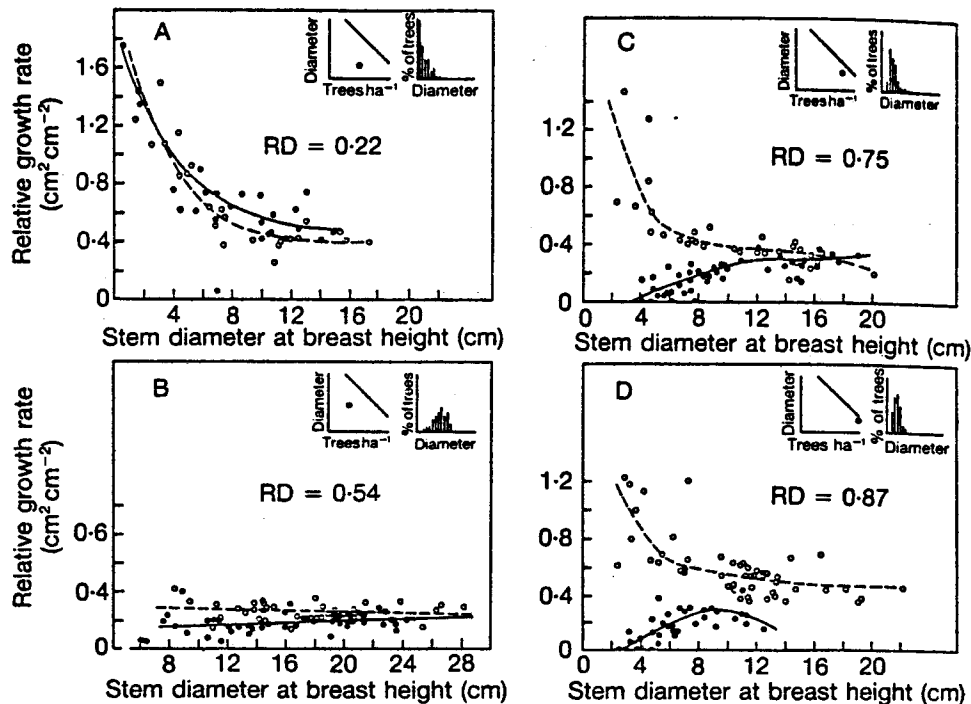 A
Diameter
Trees ha⁻¹
% of trees
Diameter
RD = 0·22
Relative growth rate
(cm² cm⁻²)
1·6
1·2
0·8
0·4
0
4 8 12 16 20
Stem diameter at breast height (cm)
C
Diameter
Trees ha⁻¹
% of trees
Diameter
RD = 0·75
1·2
0·8
0·4
0
0 4 8 12 16 20
Stem diameter at breast height (cm)
B
Diameter
Trees ha⁻¹
% of trees
Diameter
RD = 0·54
Relative growth rate
(cm² cm⁻²)
0·6
0·4
0
8 12 16 20 24 28
Stem diameter at breast height (cm)
D
Diameter
Trees ha⁻¹
% of trees
Diameter
RD = 0·87
1·2
0·8
0·4
0
0 4 8 12 16 20
Stem diameter at breast height (cm)